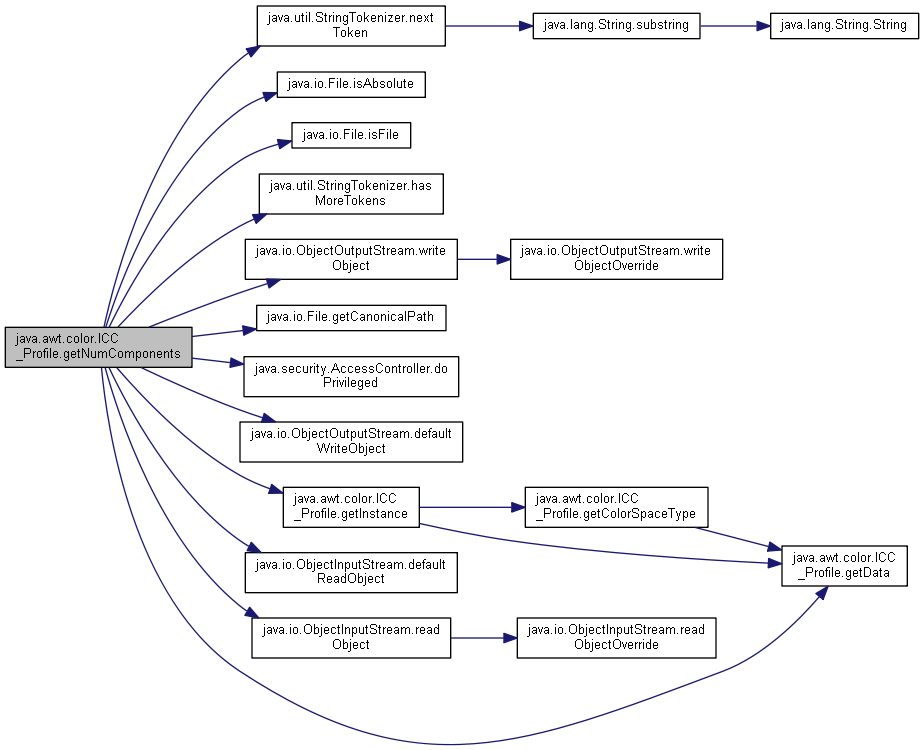 java.util.StringTokenizer.next
Token
java.lang.String.substring
java.lang.String.String
java.io.File.isAbsolute
java.io.File.isFile
java.util.StringTokenizer.has
MoreTokens
java.io.ObjectOutputStream.write
Object
java.io.ObjectOutputStream.write
ObjectOverride
java.io.File.getCanonicalPath
java.awt.color.ICC
_Profile.getNumComponents
java.security.AccessController.do
Privileged
java.io.ObjectOutputStream.default
WriteObject
java.awt.color.ICC
_Profile.getInstance
java.awt.color.ICC
_Profile.getColorSpaceType
java.awt.color.ICC
_Profile.getData
java.io.ObjectInputStream.default
ReadObject
java.io.ObjectInputStream.read
Object
java.io.ObjectInputStream.read
ObjectOverride